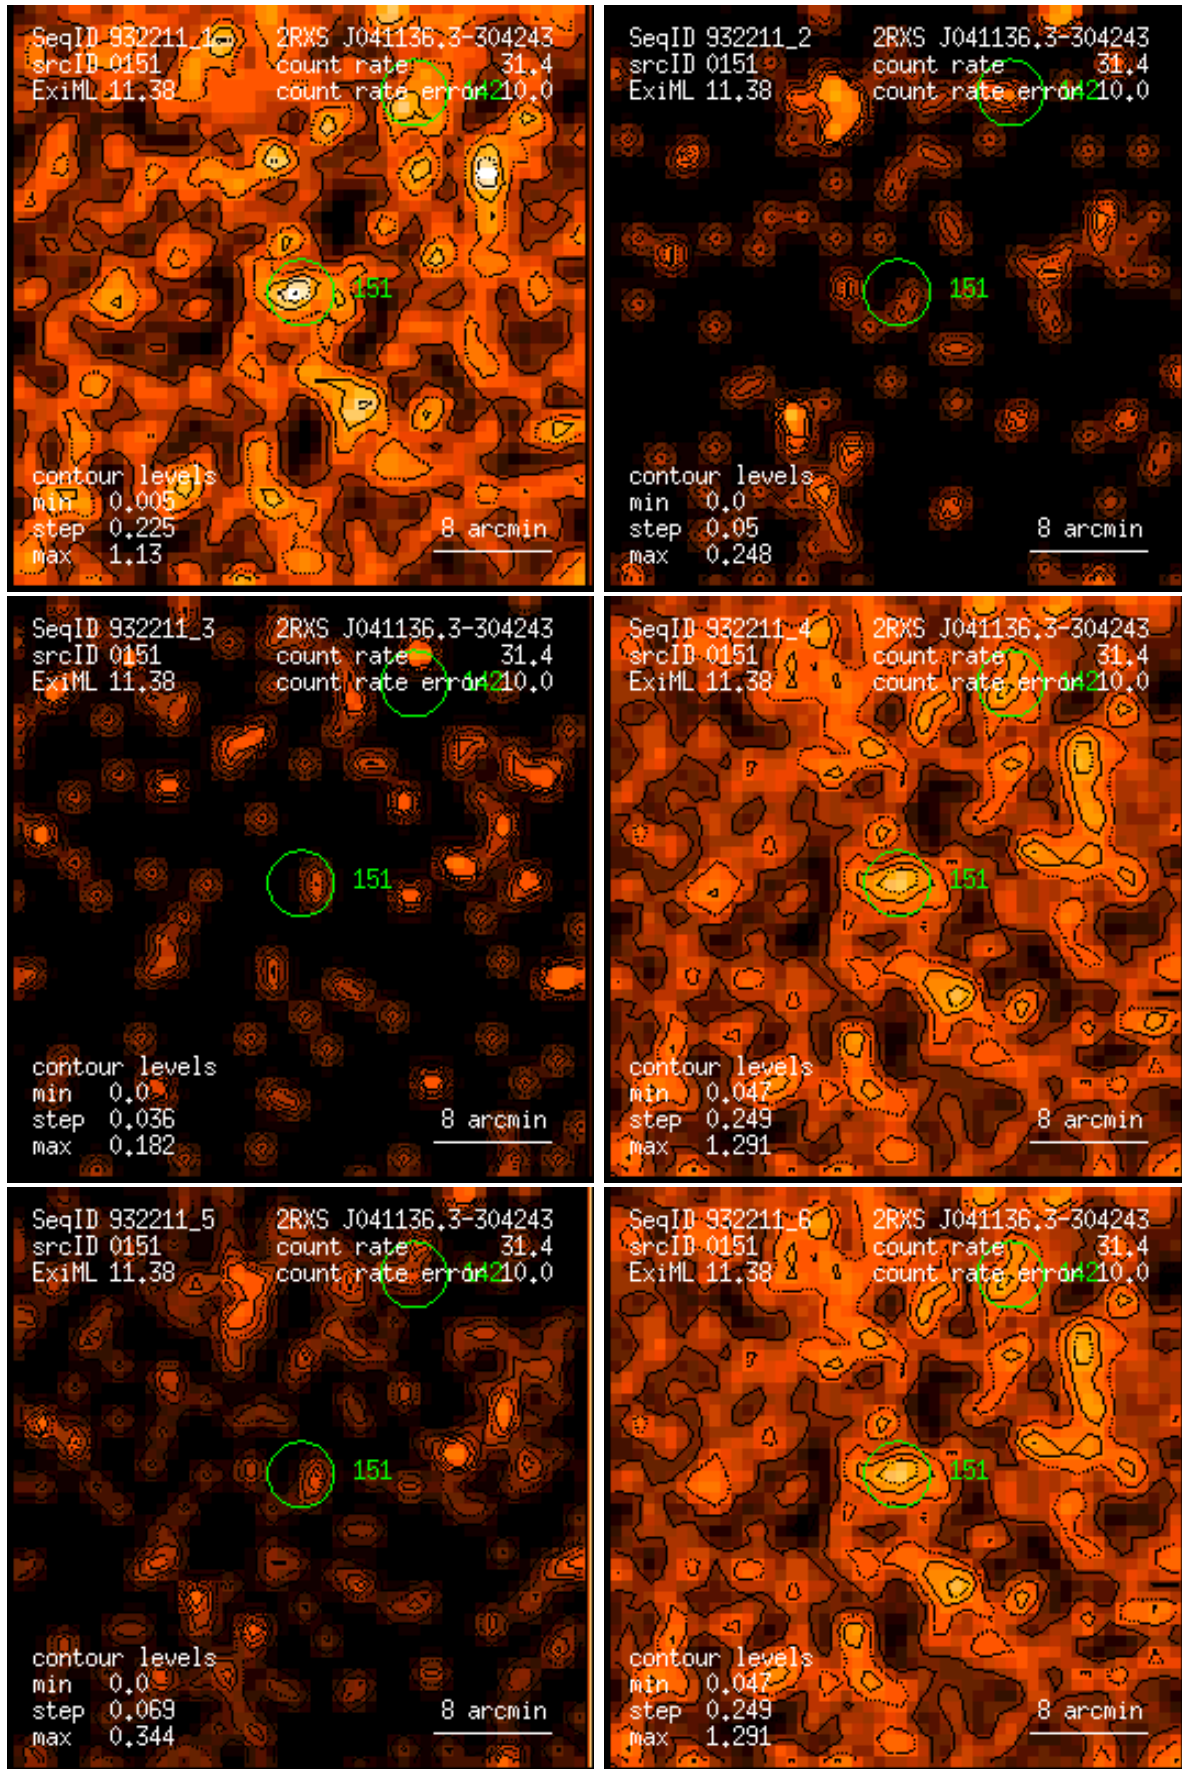 SeqID 932211_1 2RXS J041136.3-304243
srcID 0151 count rate 31.4
ExiML 11.38 count rate error 10.0
142
151
contour levels
min 0.005
step 0.225 8 arcmin
max 1.13
SeqID 932211_2 2RXS J041136.3-304243
srcID 0151 count rate 31.4
ExiML 11.38 count rate error 10.0
142
151
contour levels
min 0.0
step 0.05 8 arcmin
max 0.248
SeqID 932211_3 2RXS J041136.3-304243
srcID 0151 count rate 31.4
ExiML 11.38 count rate error 10.0
142
151
contour levels
min 0.0
step 0.036 8 arcmin
max 0.182
SeqID 932211_4 2RXS J041136.3-304243
srcID 0151 count rate 31.4
ExiML 11.38 count rate error 10.0
142
151
contour levels
min 0.047
step 0.249 8 arcmin
max 1.291
SeqID 932211_5 2RXS J041136.3-304243
srcID 0151 count rate 31.4
ExiML 11.38 count rate error 10.0
142
151
contour levels
min 0.0
step 0.069 8 arcmin
max 0.344
SeqID 932211_6 2RXS J041136.3-304243
srcID 0151 count rate 31.4
ExiML 11.38 count rate error 10.0
142
151
contour levels
min 0.047
step 0.249 8 arcmin
max 1.291